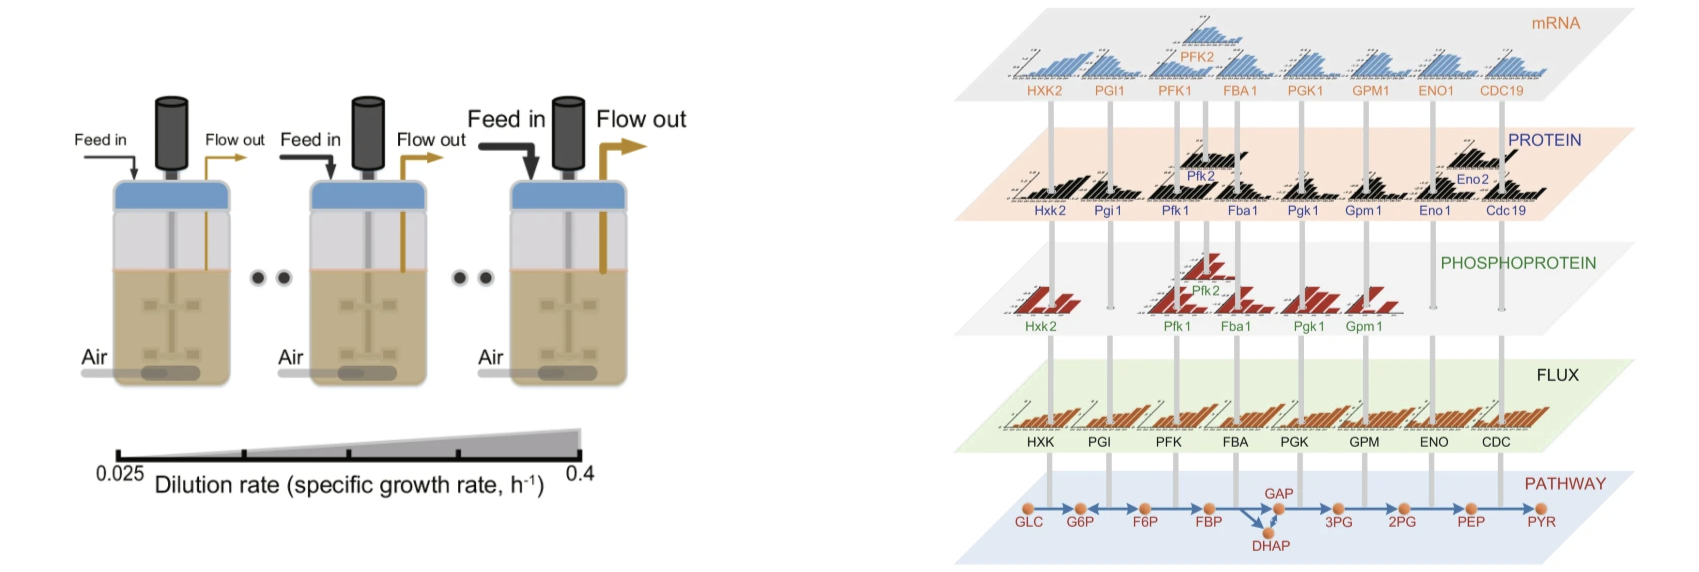 Feed in
Flow out
Feed in
Flow out
Feed in
Flow out
Air
Air
Air
0.025
0.4
Dilution rate (specific growth rate, h-1)
mRNA
PFK2
HXK2 PGI1 PFK1 FBA1 PGK1 GPM1 ENO1 CDC19
PROTEIN
Pfk2
Eno2
Hxk2 Pgi1 Pfk1 Fba1 Pgk1 Gpm1 Eno1 Cdc19
PHOSPHOPROTEIN
Pfk2
Hxk2 Pfk1 Fba1 Pgk1 Gpm1
FLUX
HXK PGI PFK FBA PGK GPM ENO CDC
PATHWAY
GAP
GLC G6P F6P FBP 3PG 2PG PEP PYR
DHAP